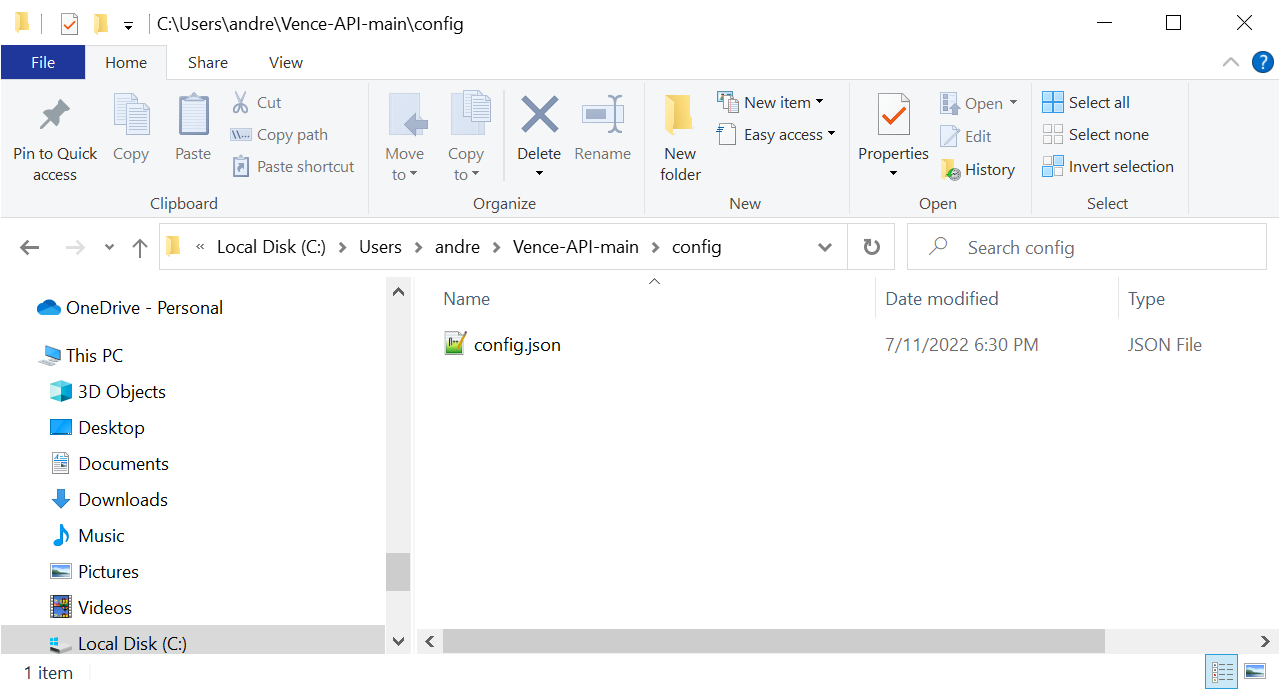 C:\Users\andre\Vence-API-main\config
File Home Share View
Pin to Quick access
Copy
Paste
Cut
Copy path
Paste shortcut
Clipboard
Move to
Copy to
Delete
Rename
Organize
New folder
New item
Easy access
New
Properties
Open
Edit
History
Open
Select all
Select none
Invert selection
Select
« Local Disk (C:) > Users > andre > Vence-API-main > config
Search config
OneDrive - Personal
This PC
3D Objects
Desktop
Documents
Downloads
Music
Pictures
Videos
Local Disk (C:)
Name Date modified Type
config.json 7/11/2022 6:30 PM JSON File
1 item